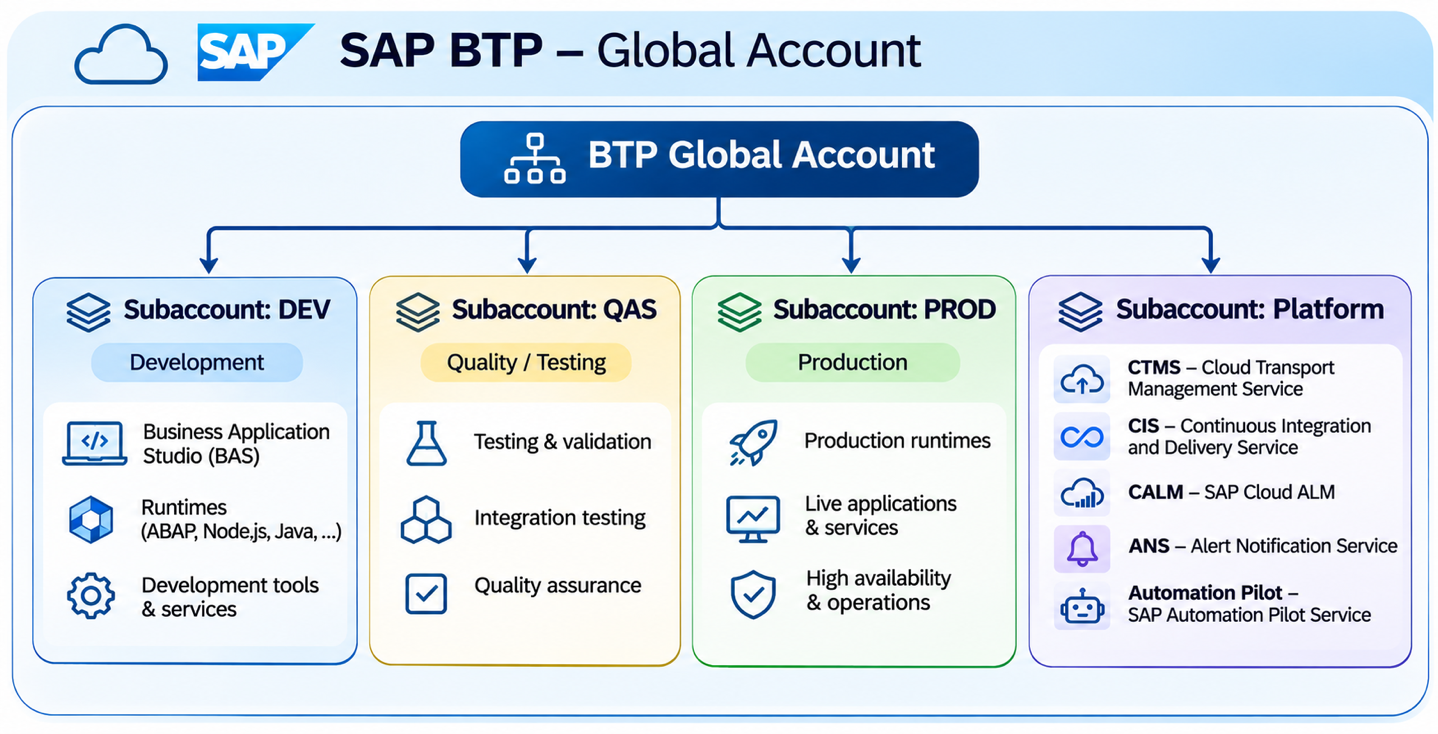 SAP
SAP BTP – Global Account
BTP Global Account
Subaccount: DEV
Development
</>
Business Application
Studio (BAS)
Runtimes
(ABAP, Node.js, Java, ...)
Development tools
& services
Subaccount: QAS
Quality / Testing
Testing & validation
Integration testing
Quality assurance
Subaccount: PROD
Production
Production runtimes
Live applications
& services
High availability
& operations
Subaccount: Platform
CTMS – Cloud Transport
Management Service
CIS – Continuous Integration
and Delivery Service
CALM – SAP Cloud ALM
ANS – Alert Notification Service
Automation Pilot –
SAP Automation Pilot Service